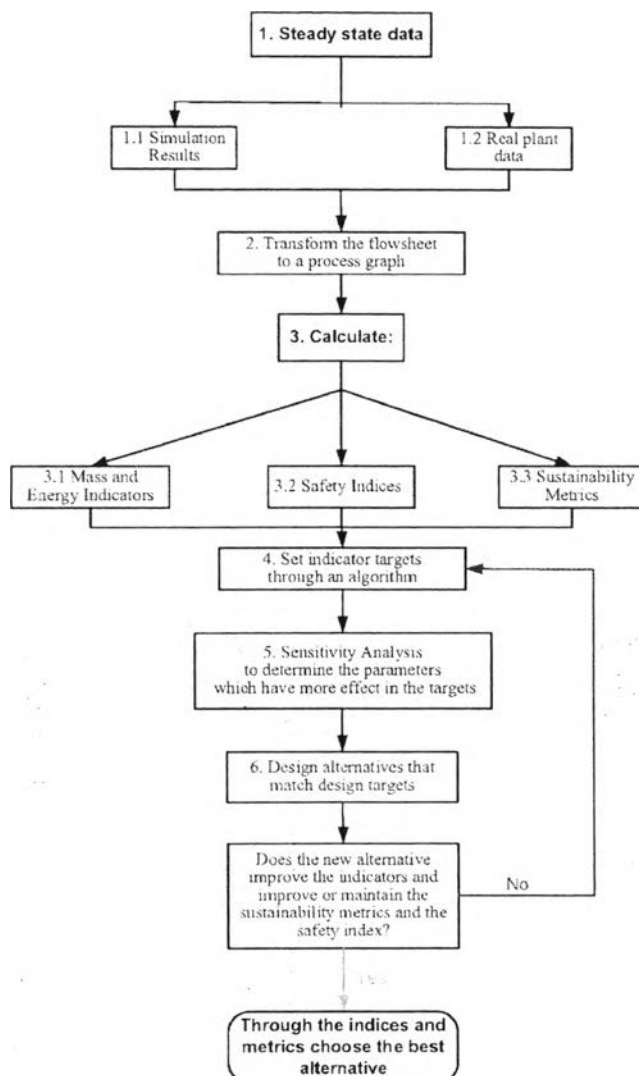 1. Steady state data
1.1 Simulation
Results
1.2 Real plant
data
2. Transform the flowsheet
to a process graph
3. Calculate:
3.1 Mass and
Energy Indicators
3.2 Safety Indices
3.3 Sustainability
Metrics
4. Set indicator targets
through an algorithm
5. Sensitivity Analysis
to determine the parameters
which have more effect in the targets
6. Design alternatives that
match design targets
Does the new alternative
improve the indicators and
improve or maintain the
sustainability metrics and the
safety index?
No
Through the indices and
metrics choose the best
alternative